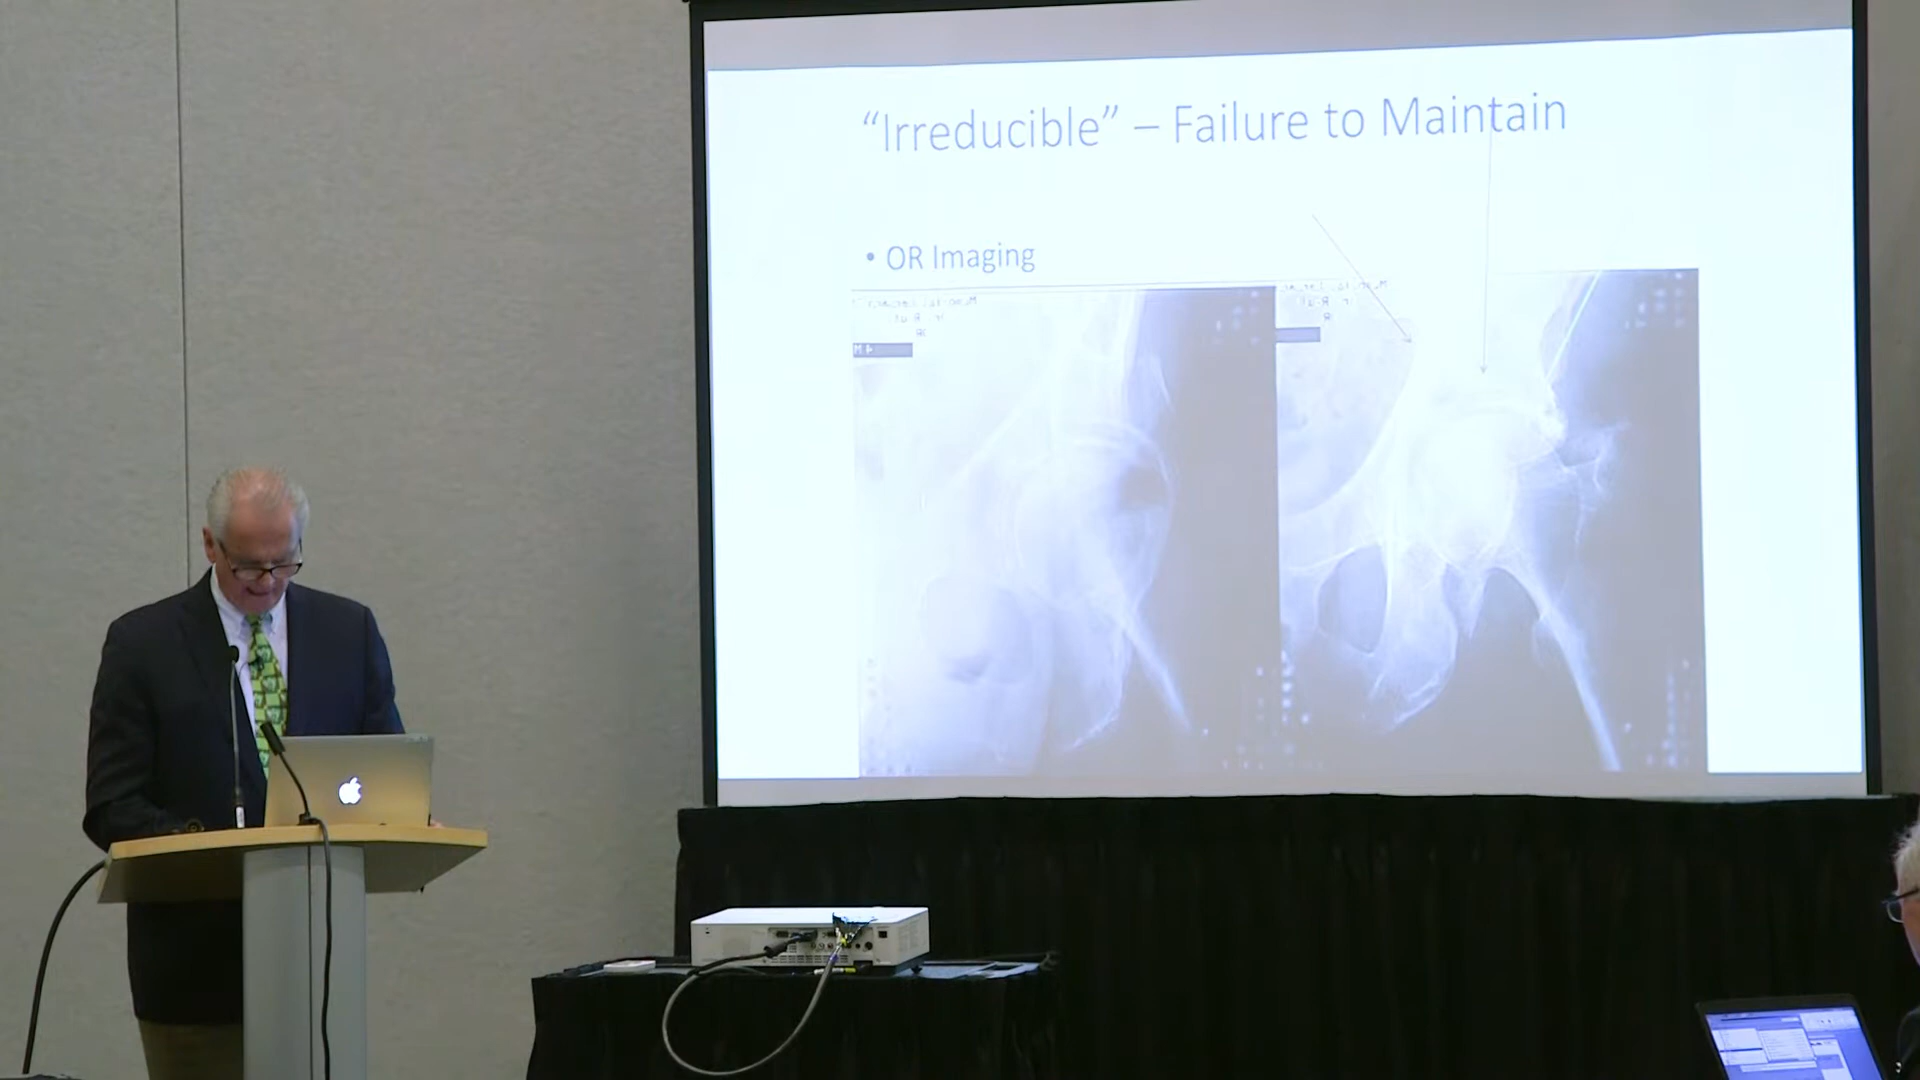 “Irreducible” – Failure to Maintain
• OR Imaging